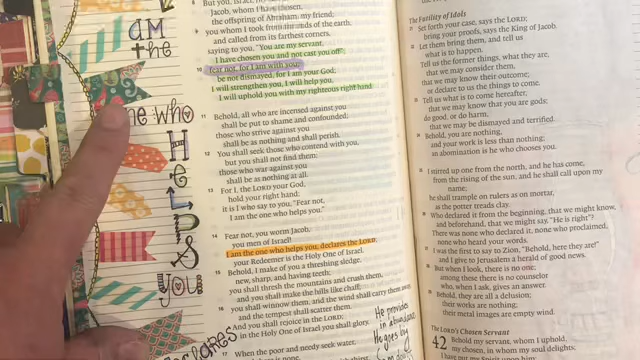 am
the
ne who
HeLPS
you
But you, Israel, my
Jacob, whom I have chosen,
the offspring of Abraham, my friend;
9 you whom I took from the ends of the earth,
and called from its farthest corners,
saying to you, "You are my servant,
I have chosen you and not cast you off";
10 fear not, for I am with you;
be not dismayed, for I am your God;
I will strengthen you, I will help you,
I will uphold you with my righteous right hand.
11 Behold, all who are incensed against you
shall be put to shame and confounded;
those who strive against you
shall be as nothing and shall perish.
12 You shall seek those who contend with you,
but you shall not find them;
those who war against you
shall be as nothing at all.
13 For I, the LORD your God,
hold your right hand;
it is I who say to you, "Fear not,
I am the one who helps you."
14 Fear not, you worm Jacob,
you men of Israel!
I am the one who helps you, declares the LORD;
your Redeemer is the Holy One of Israel.
15 Behold, I make of you a threshing sledge,
new, sharp, and having teeth;
you shall thresh the mountains and crush them,
and you shall make the hills like chaff;
16 you shall winnow them, and the wind shall carry them away
and the tempest shall scatter them.
And you shall rejoice in the LORD;
in the Holy One of Israel you shall glory.
17 When the poor and needy seek water,
He provides
in abundance
The Futility of Idols
21 Set forth your case, says the LORD;
bring your proofs, says the King of Jacob.
22 Let them bring them, and tell us
what is to happen.
Tell us the former things, what they are,
that we may consider them,
that we may know their outcome;
or declare to us the things to come.
23 Tell us what is to come hereafter,
that we may know that you are gods;
do good, or do harm,
that we may be dismayed and terrified.
24 Behold, you are nothing,
and your work is less than nothing;
an abomination is he who chooses you.
25 I stirred up one from the north, and he has come,
from the rising of the sun, and he shall call upon my
name;
he shall trample on rulers as on mortar,
as the potter treads clay.
26 Who declared it from the beginning, that we might know,
and beforehand, that we might say, "He is right"?
There was none who declared it, none who proclaimed,
none who heard your words.
27 I was the first to say to Zion, "Behold, here they are!"
and I give to Jerusalem a herald of good news.
28 But when I look, there is no one;
among these there is no counselor
who, when I ask, gives an answer.
29 Behold, they are all a delusion;
their works are nothing;
their metal images are empty wind.
The LORD's Chosen Servant
42 Behold my servant, whom I uphold,
my chosen, in whom my soul delights;
I have put my Spirit upon him